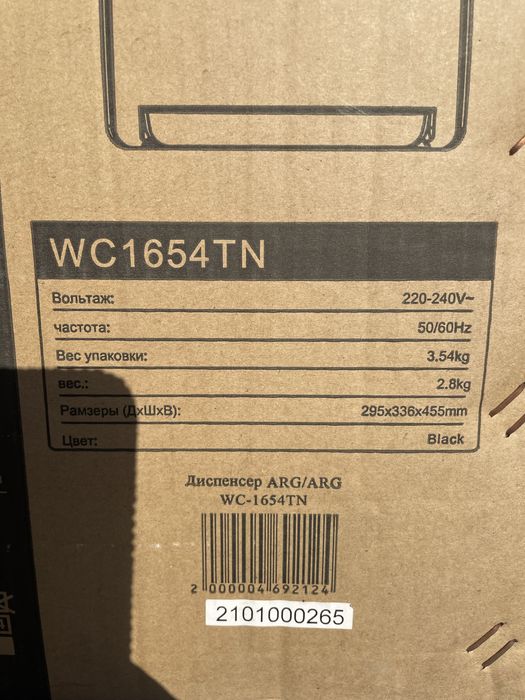 WC1654TN
Вольтаж: 220-240V~
частота: 50/60Hz
Вес упаковки: 3.54kg
вес.: 2.8kg
Рамзеры (ДхШхВ): 295x336x455mm
Цвет: Black
Диспенсер ARG/ARG
WC-1654TN
2 000004 692124
2101000265